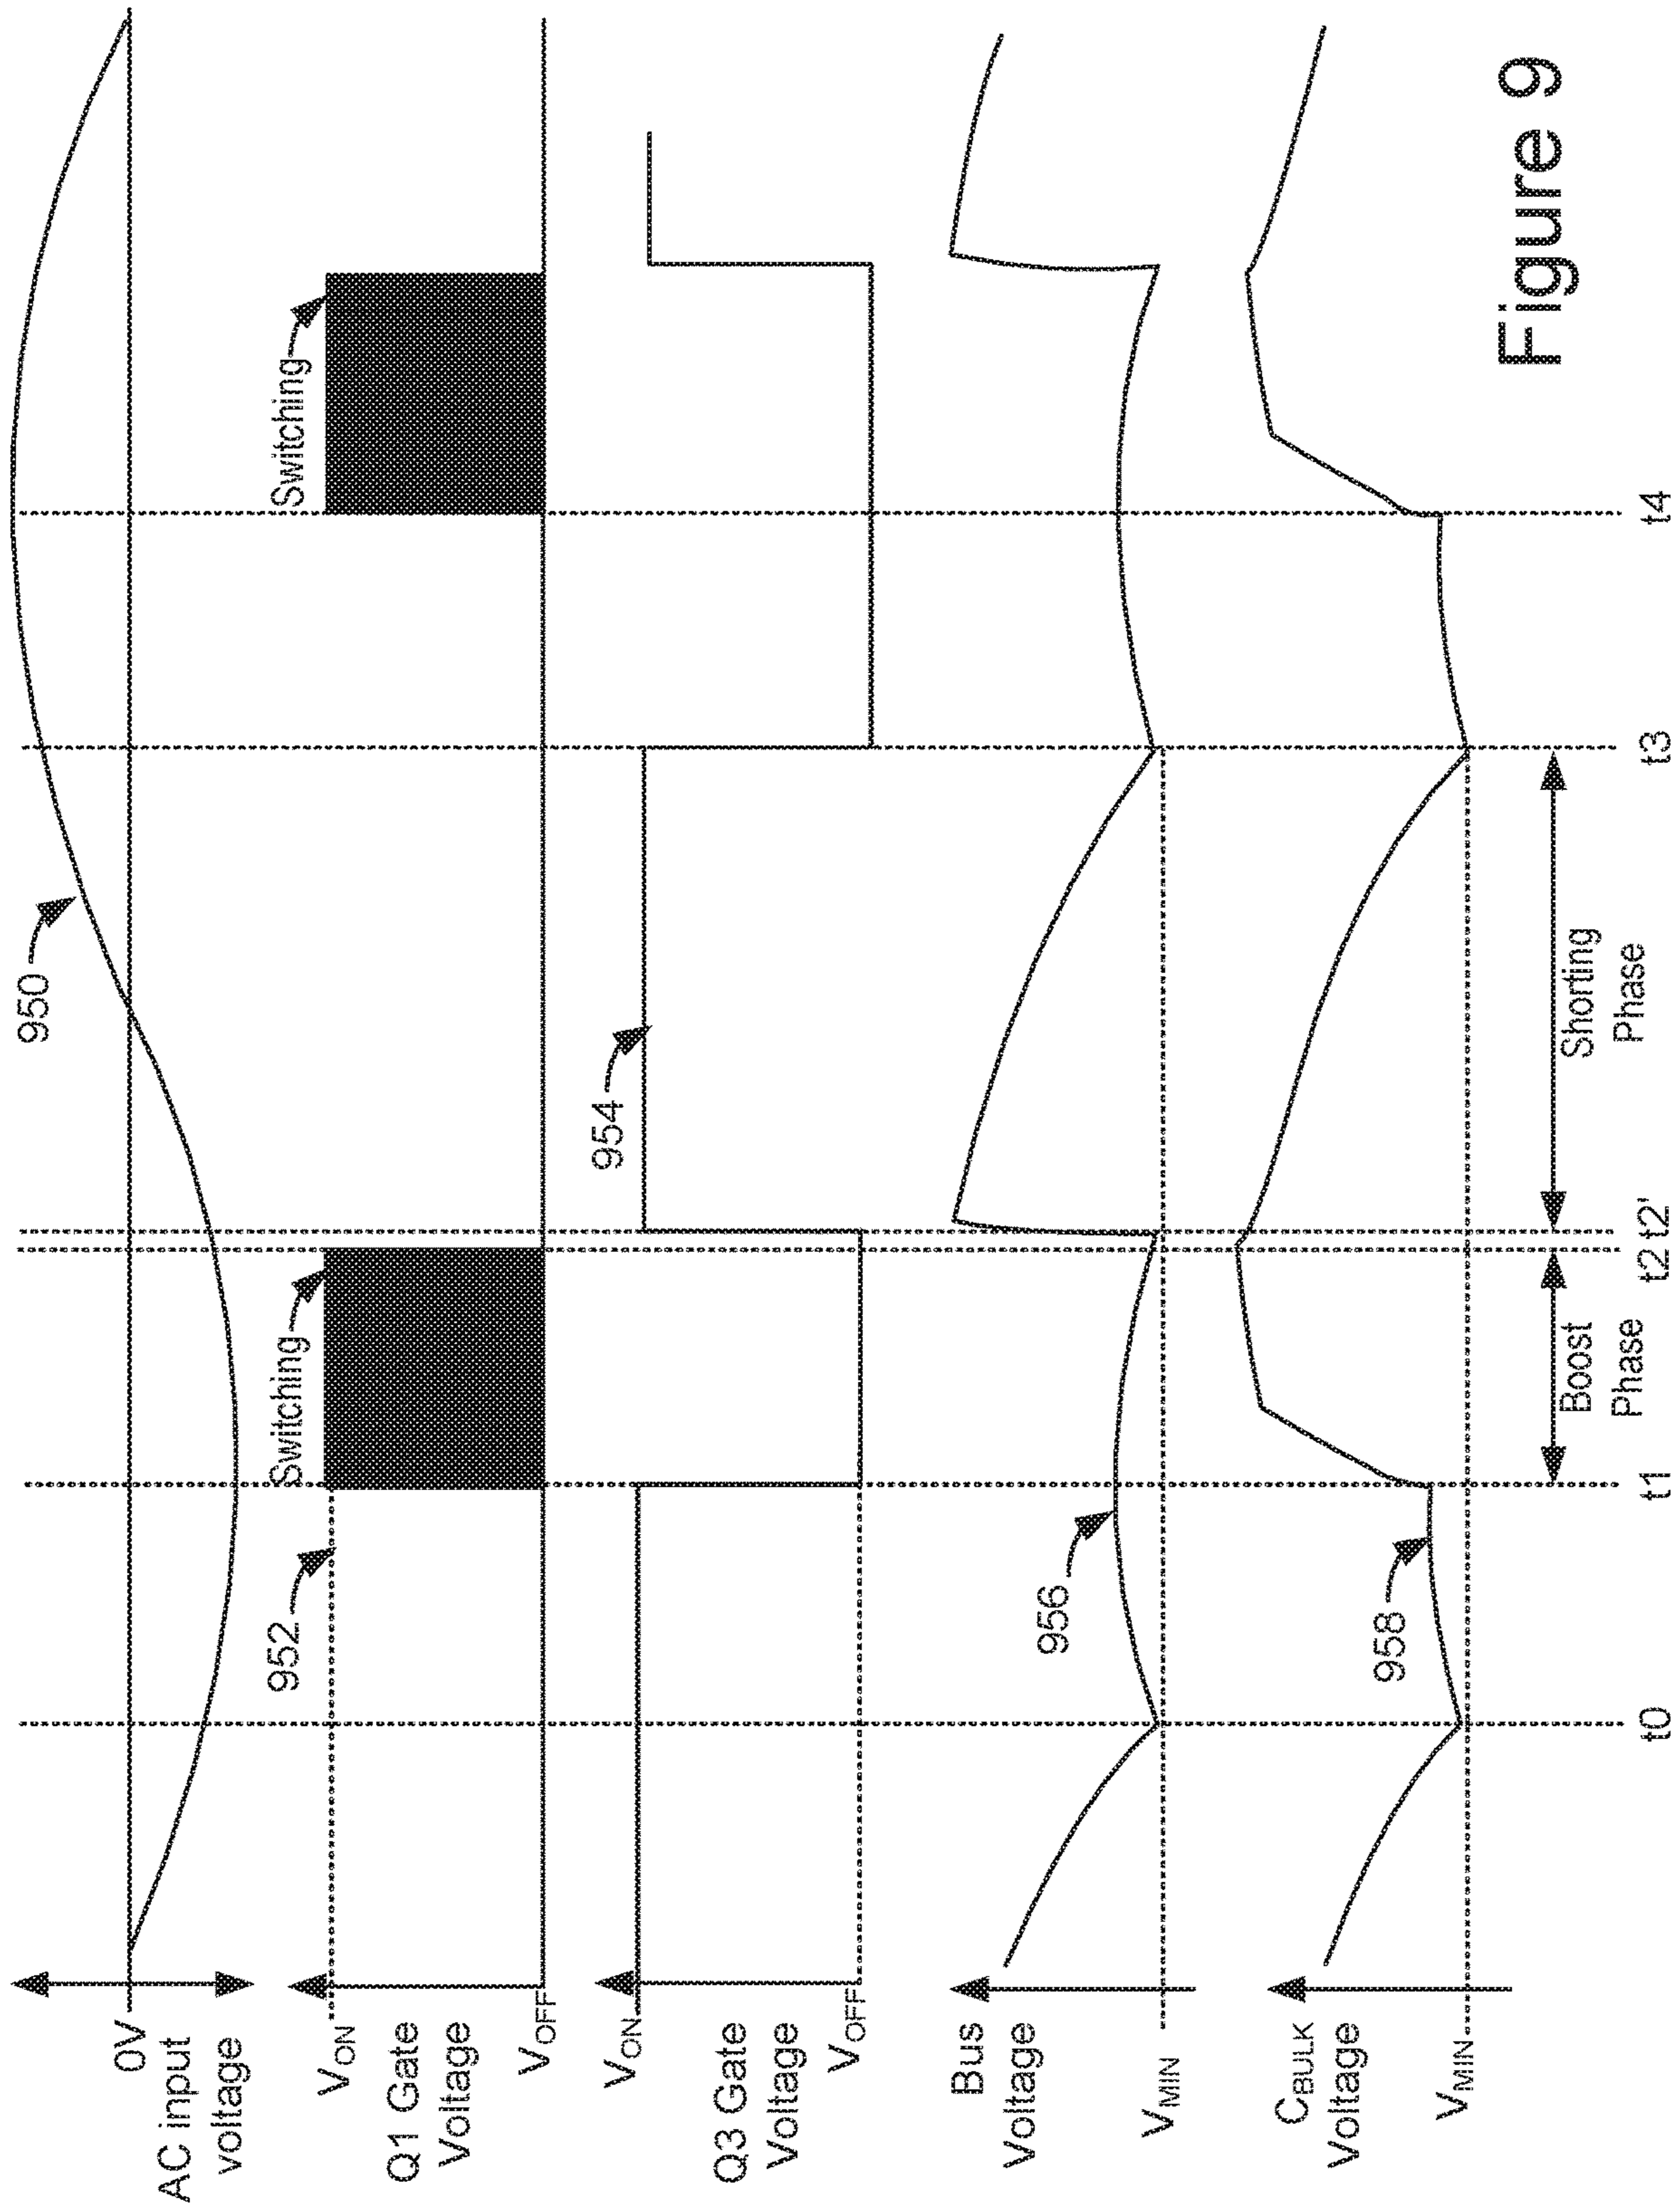 0V
AC input
voltage
950
VON
Q1 Gate
Voltage
VOFF
952
Switching
Switching
VON
Q3 Gate
Voltage
VOFF
954
Bus
Voltage
VMIN
956
CBULK
Voltage
VMIN
958
Boost
Phase
Shorting
Phase
t0
t1
t2
t2'
t3
t4
Figure 9